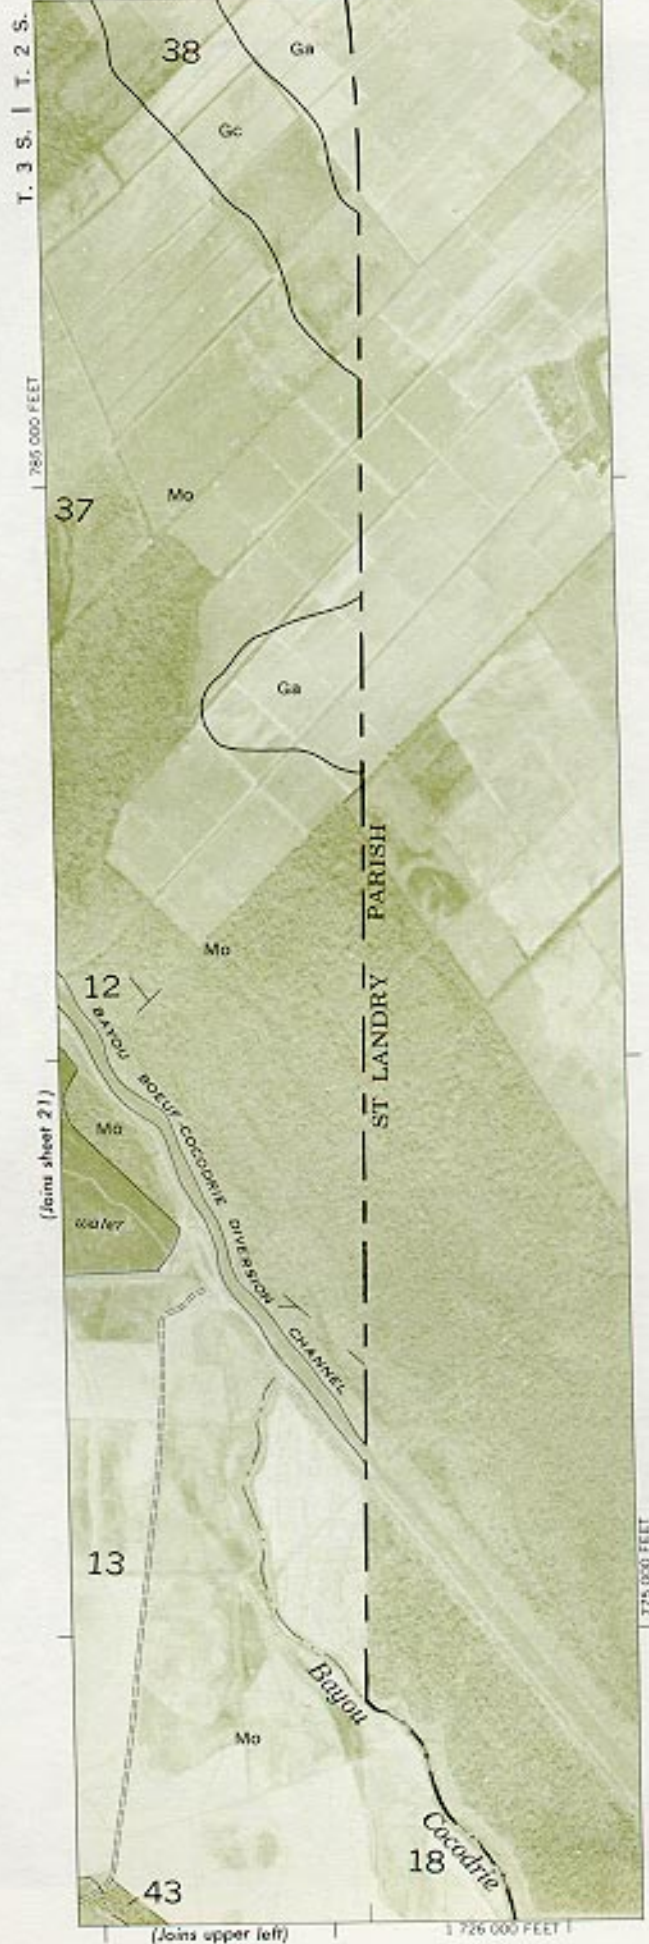 T. 3 S. | T. 2 S.
38
Ga
Gc
785 000 FEET
37
Mo
Ga
PARISH
ST LANDRY
Mo
12
BAYOU BOEUF-COCODRIE DIVERSION CHANNEL
(Joins sheet 21)
Mo
water
13
775 000 FEET
Bayou Cocodrie
Mo
18
43
(Joins upper left)
1 726 000 FEET